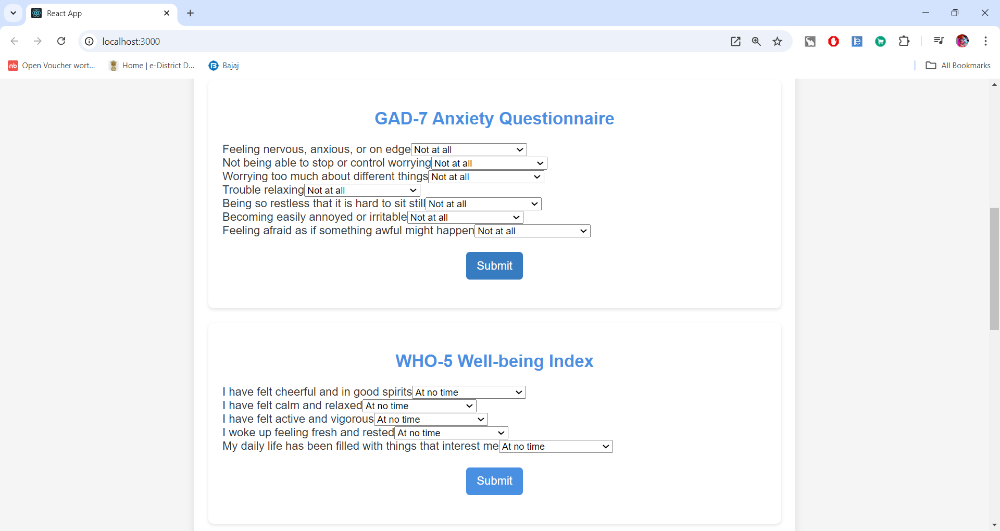 React App
localhost:3000
nb Open Voucher wort... Home | e-District D... B Bajaj All Bookmarks
GAD-7 Anxiety Questionnaire
Feeling nervous, anxious, or on edge Not at all
Not being able to stop or control worrying Not at all
Worrying too much about different things Not at all
Trouble relaxing Not at all
Being so restless that it is hard to sit still Not at all
Becoming easily annoyed or irritable Not at all
Feeling afraid as if something awful might happen Not at all
Submit
WHO-5 Well-being Index
I have felt cheerful and in good spirits At no time
I have felt calm and relaxed At no time
I have felt active and vigorous At no time
I woke up feeling fresh and rested At no time
My daily life has been filled with things that interest me At no time
Submit